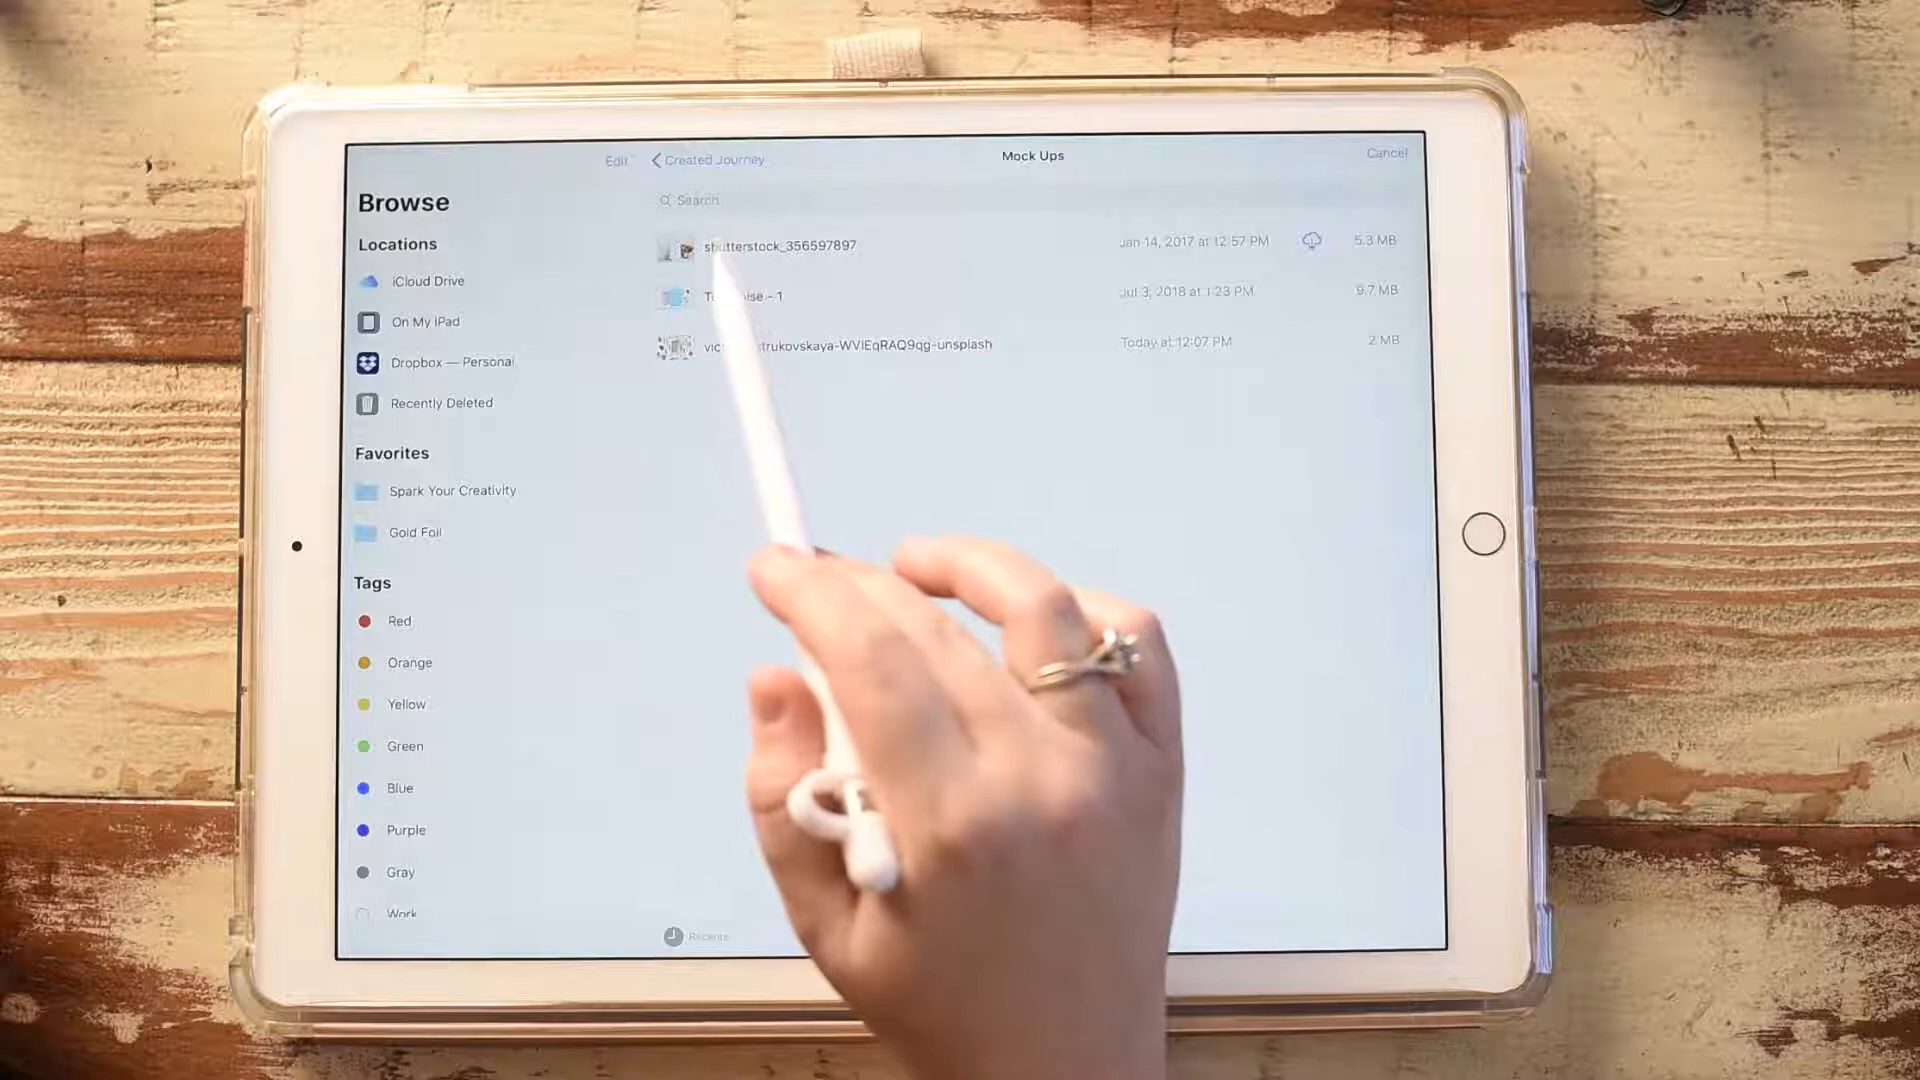 Edit
Created Journey
Mock Ups
Cancel
Browse
Search
Locations
shutterstock_356597897
Jan 14, 2017 at 12:57 PM
5.3 MB
iCloud Drive
- 1
Jul 3, 2018 at 1:23 PM
9.7 MB
On My iPad
trukovskaya-WVlEqRAQ9qg-unsplash
Today at 12:07 PM
2 MB
Dropbox — Personal
Recently Deleted
Favorites
Spark Your Creativity
Gold Foil
Tags
Red
Orange
Yellow
Green
Blue
Purple
Gray
Work
Recents